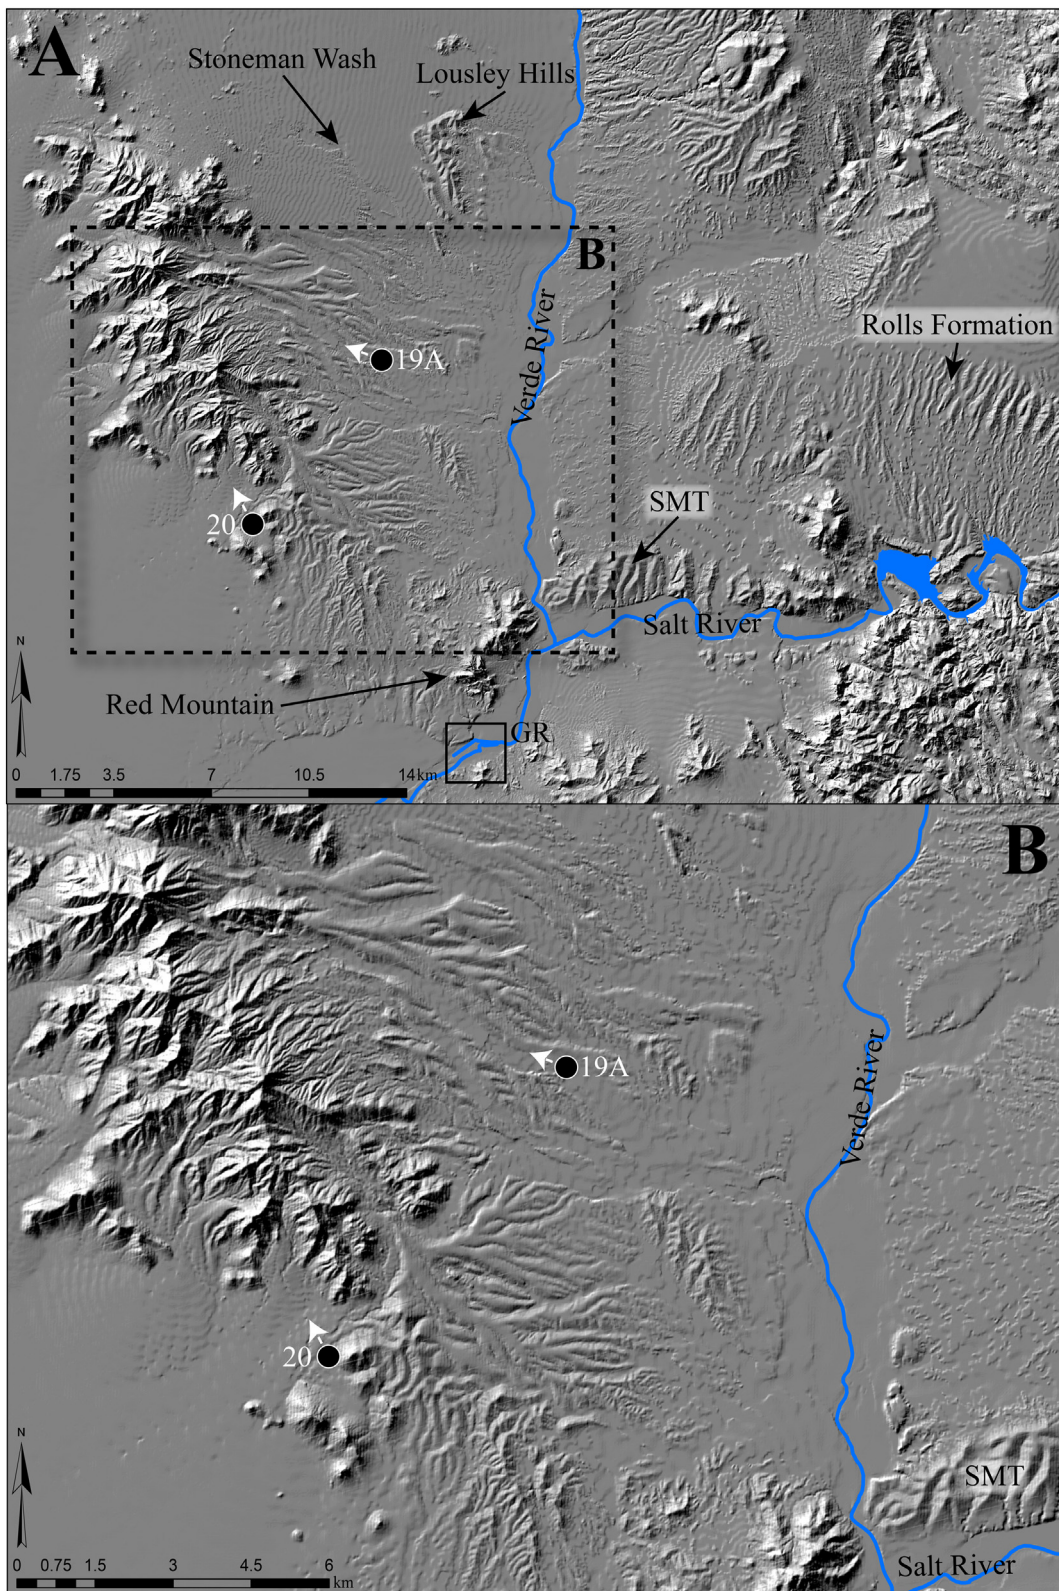 A
Stoneman Wash
Lousley Hills
B
Rolls Formation
19A
Verde River
SMT
20
Salt River
N
Red Mountain
GR
0 1.75 3.5 7 10.5 14 km
B
19A
Verde River
20
SMT
N
Salt River
0 0.75 1.5 3 4.5 6
km